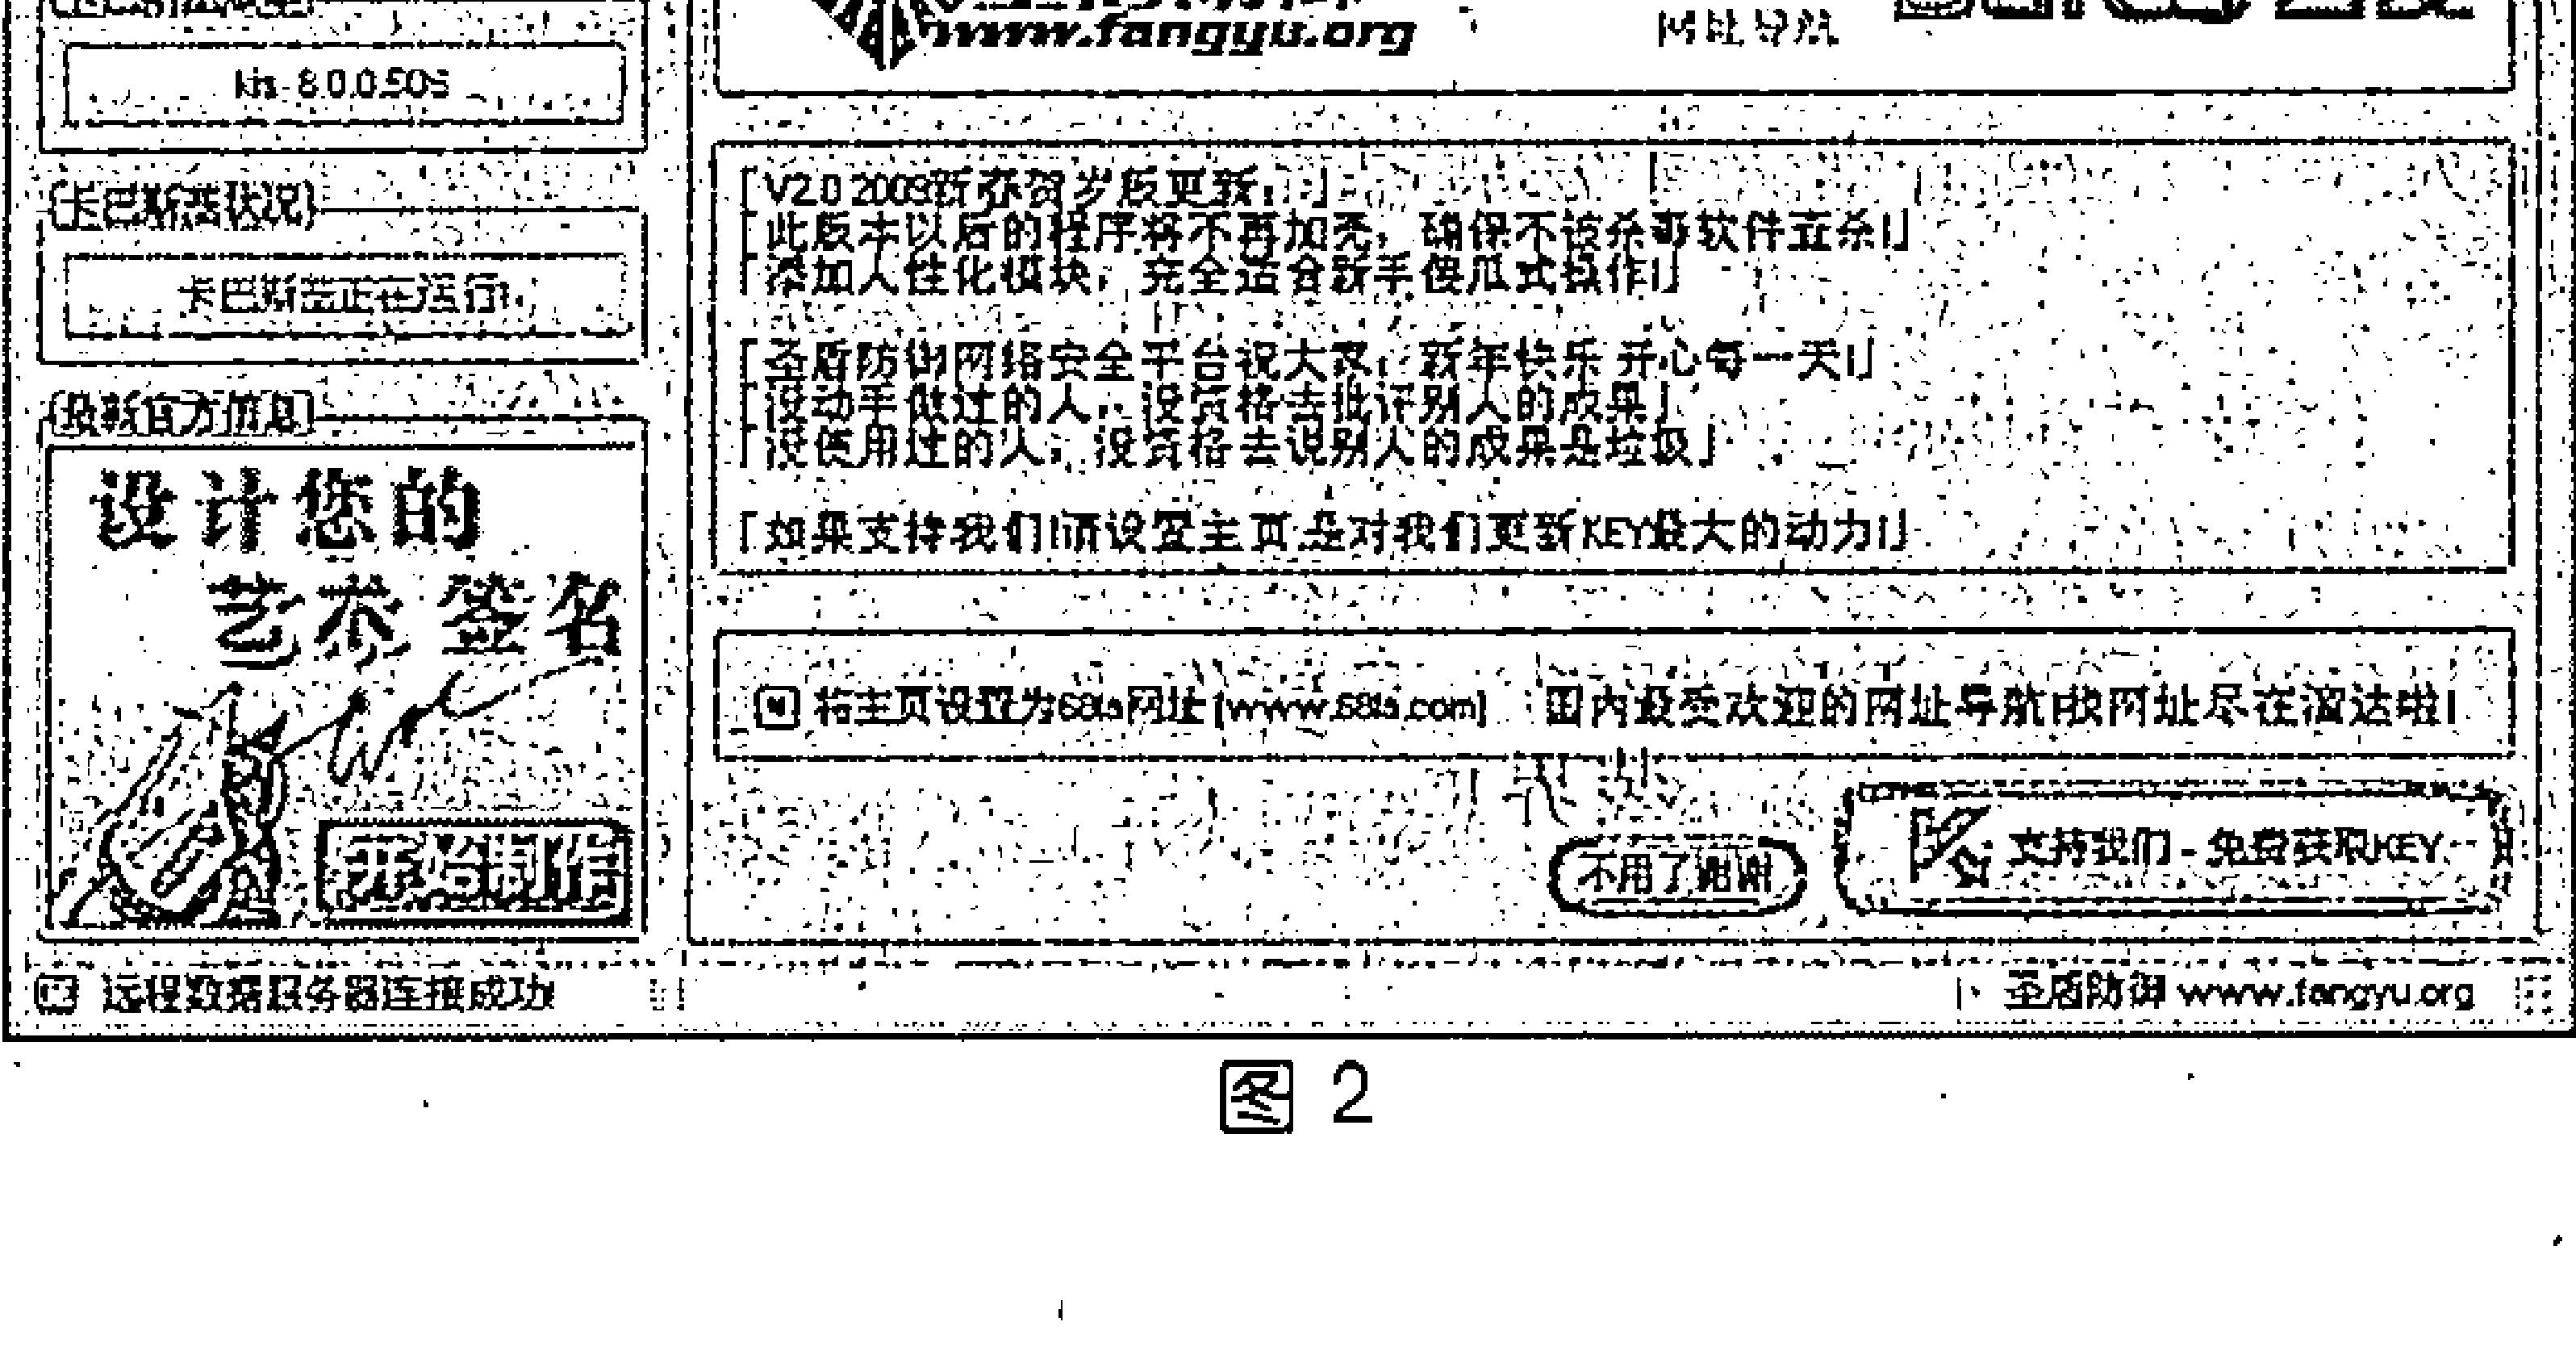 www.fangyu.org
网址导航
kis-8.0.0.506
卡巴斯基状况
卡巴斯基正在运行!
最新官方信息
设计您的
艺术签名
开始制作
「V2.0 2009新春贺岁版更新:」
「此版本以后的程序将不再加壳,确保不被杀毒软件查杀!」
「添加人性化模块,完全适合新手傻瓜式操作!」
「圣盾防御网络安全平台祝大家:新年快乐 开心每一天!」
「没动手做过的人,没资格去批评别人的成果」
「没使用过的人,没资格去说别人的成果是垃圾」
「如果支持我们!请设置主页 是对我们更新KEY最大的动力!」
将主页设置为68la网址 [www.68la.com] 国内最受欢迎的网址导航!找网址尽在溜达啦!
不用了谢谢
支持我们 - 免费获取KEY
远程数据服务器连接成功!
圣盾防御 www.fangyu.org
图 2